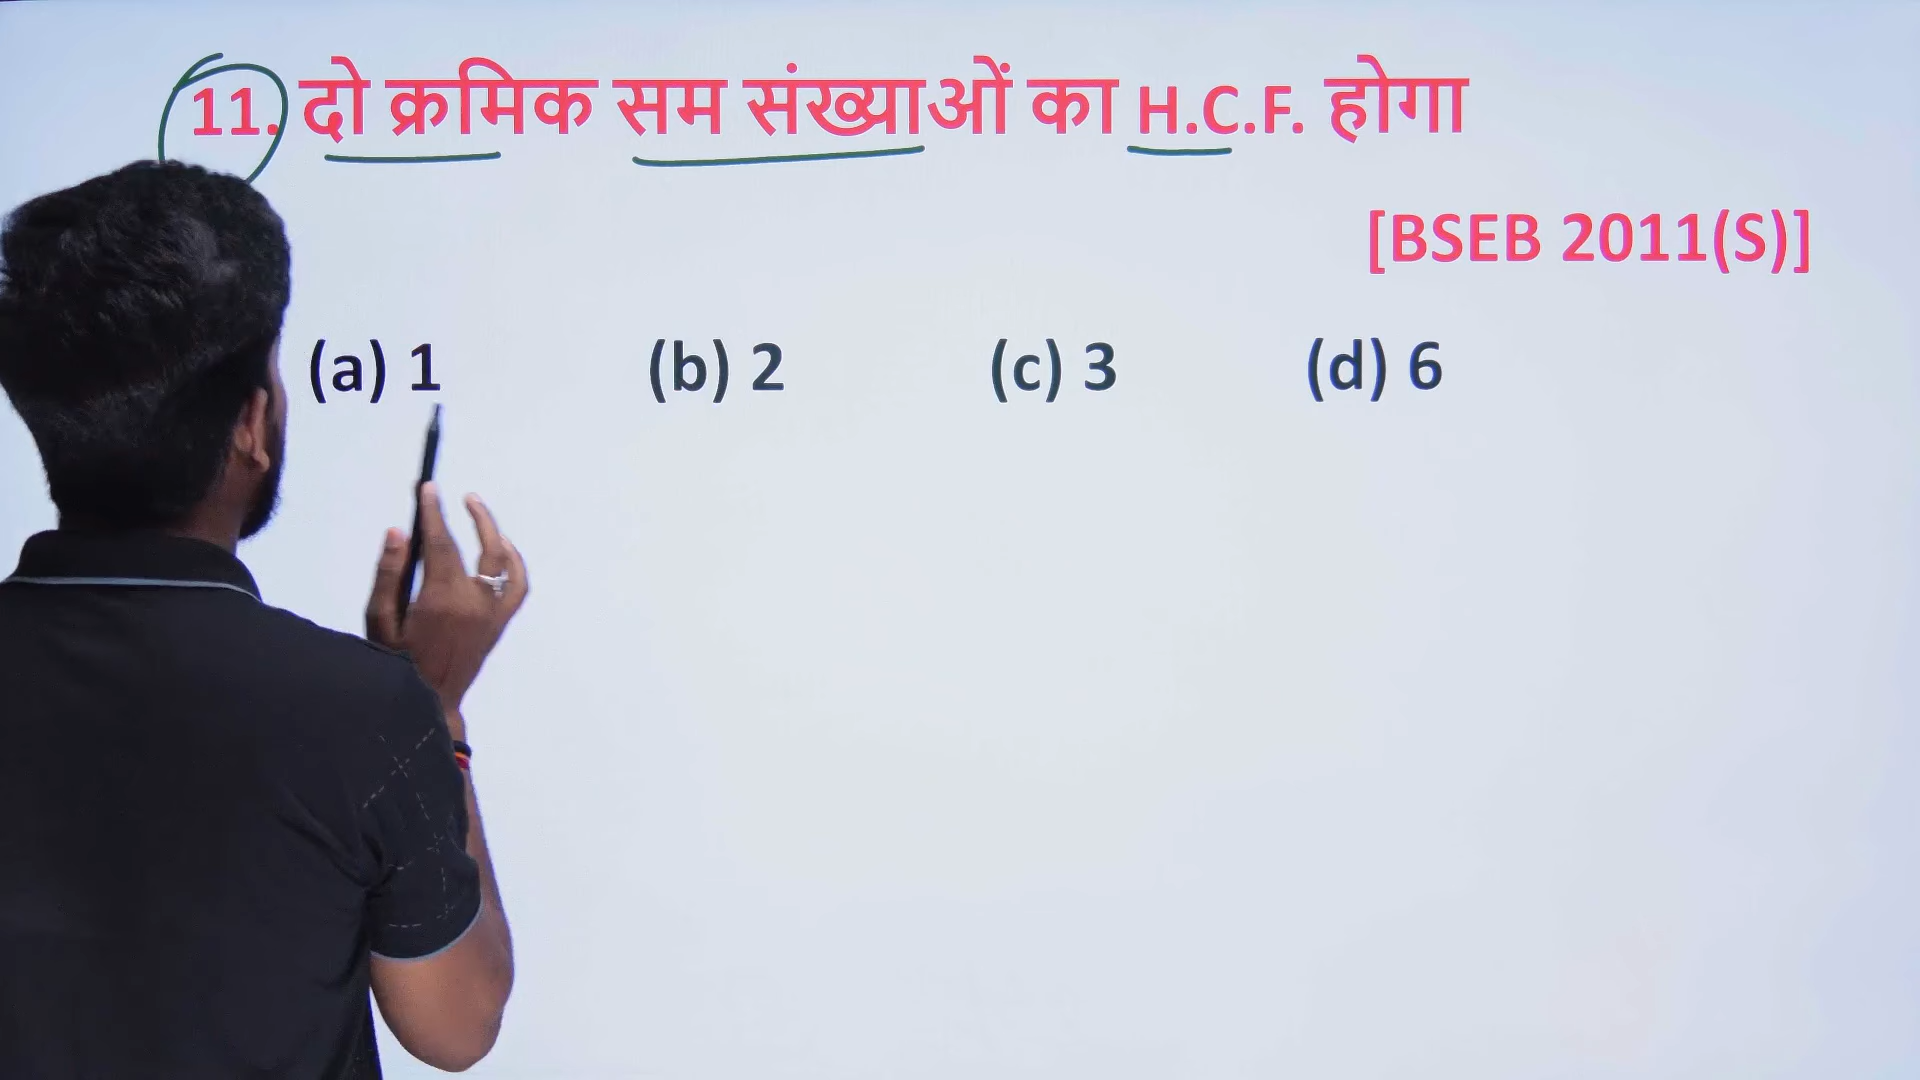 11. दो क्रमिक सम संख्याओं का H.C.F. होगा
[BSEB 2011(S)]
(a) 1 (b) 2 (c) 3 (d) 6